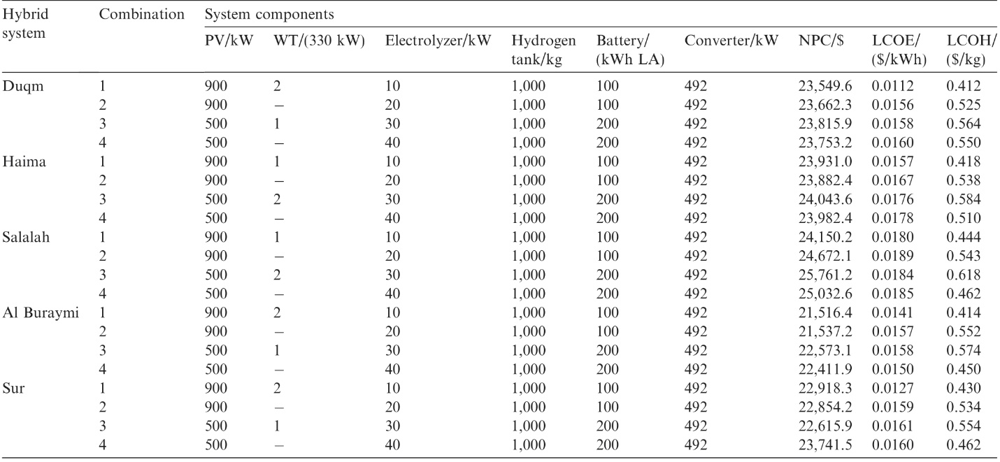 Hybrid system Combination System components
PV/kW WT/(330 kW) Electrolyzer/kW Hydrogen tank/kg Battery/(kWh LA) Converter/kW NPC/$ LCOE/($/kWh) LCOH/($/kg)
Duqm 1 900 2 10 1,000 100 492 23,549.6 0.0112 0.412
2 900 – 20 1,000 100 492 23,662.3 0.0156 0.525
3 500 1 30 1,000 200 492 23,815.9 0.0158 0.564
4 500 – 40 1,000 200 492 23,753.2 0.0160 0.550
Haima 1 900 1 10 1,000 100 492 23,931.0 0.0157 0.418
2 900 – 20 1,000 100 492 23,882.4 0.0167 0.538
3 500 2 30 1,000 200 492 24,043.6 0.0176 0.584
4 500 – 40 1,000 200 492 23,982.4 0.0178 0.510
Salalah 1 900 1 10 1,000 100 492 24,150.2 0.0180 0.444
2 900 – 20 1,000 100 492 24,672.1 0.0189 0.543
3 500 2 30 1,000 200 492 25,761.2 0.0184 0.618
4 500 – 40 1,000 200 492 25,032.6 0.0185 0.462
Al Buraymi 1 900 2 10 1,000 100 492 21,516.4 0.0141 0.414
2 900 – 20 1,000 100 492 21,537.2 0.0157 0.552
3 500 1 30 1,000 200 492 22,573.1 0.0158 0.574
4 500 – 40 1,000 200 492 22,411.9 0.0150 0.450
Sur 1 900 2 10 1,000 100 492 22,918.3 0.0127 0.430
2 900 – 20 1,000 100 492 22,854.2 0.0159 0.534
3 500 1 30 1,000 200 492 22,615.9 0.0161 0.554
4 500 – 40 1,000 200 492 23,741.5 0.0160 0.462